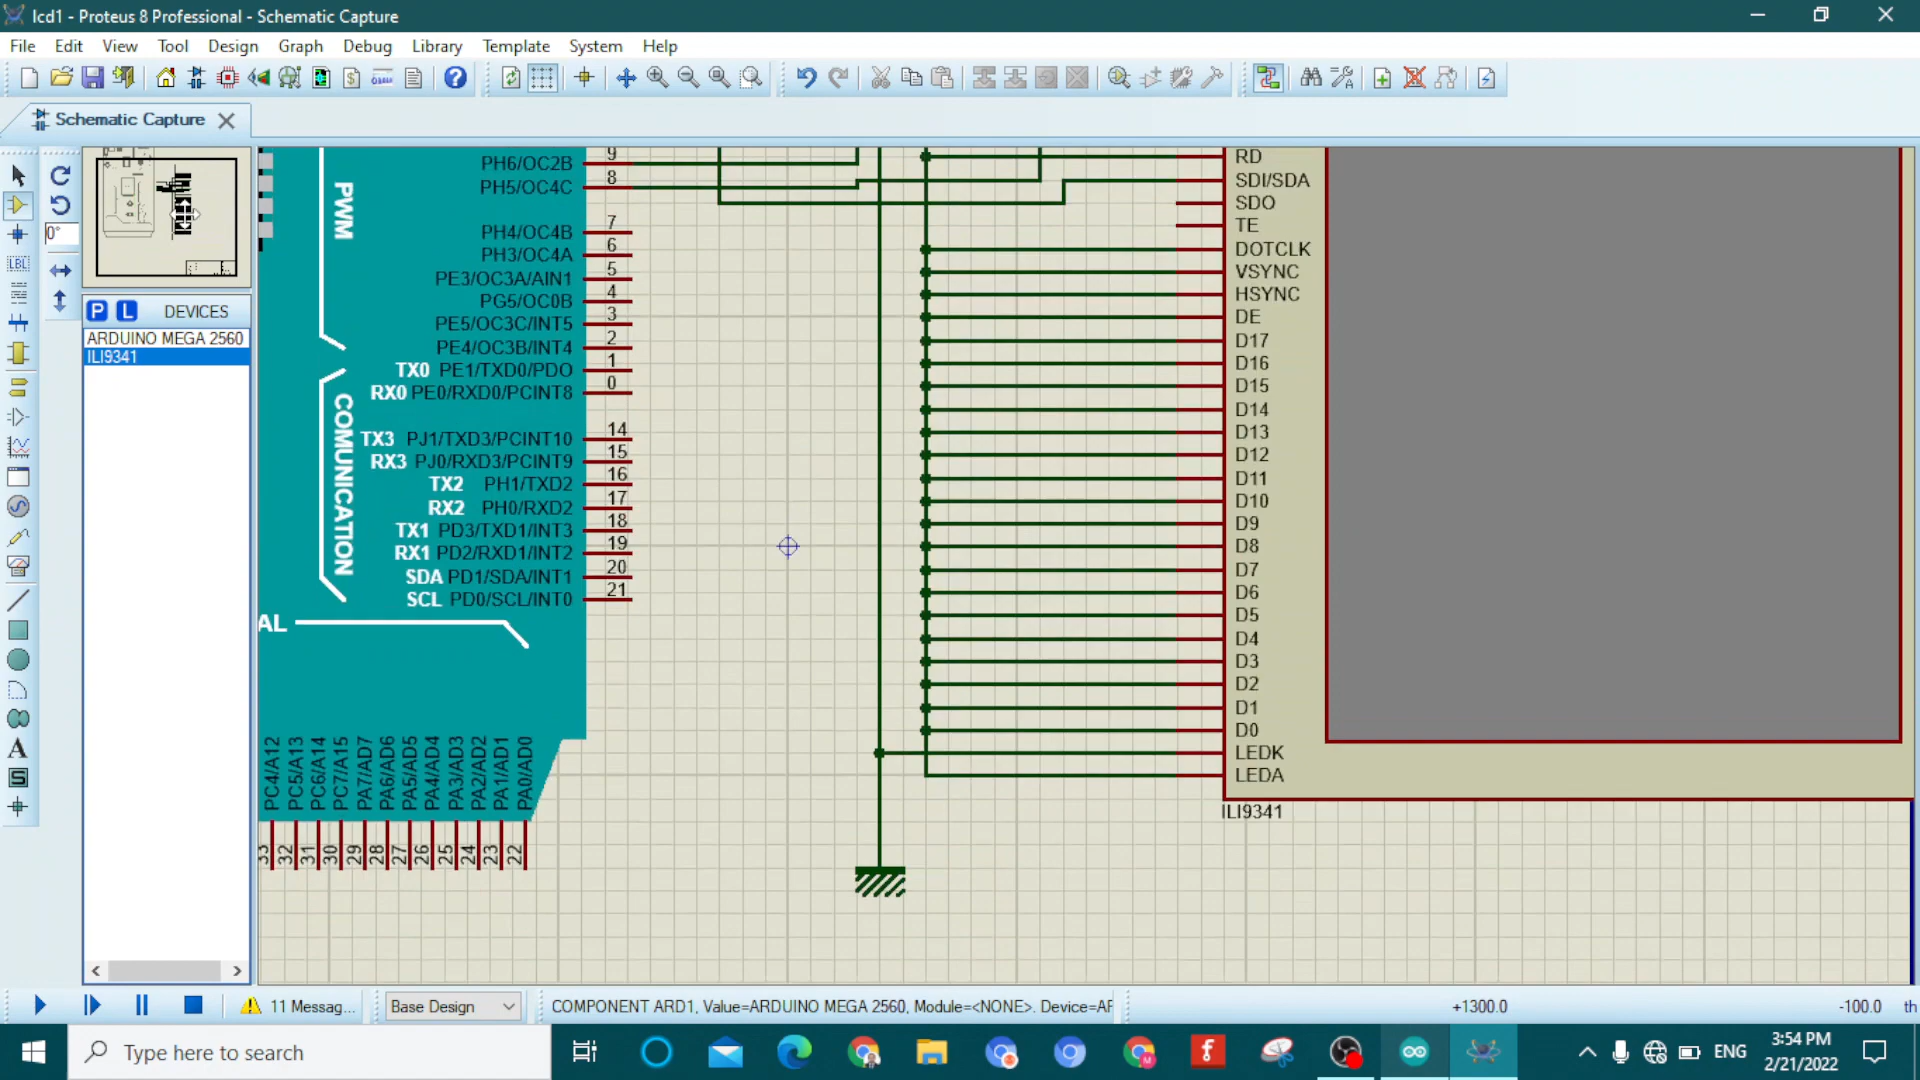 lcd1 - Proteus 8 Professional - Schematic Capture
File Edit View Tool Design Graph Debug Library Template System Help
Schematic Capture
0°
LBL
P L DEVICES
ARDUINO MEGA 2560
ILI9341
A
S
PWM
PH6/OC2B 9
PH5/OC4C 8
PH4/OC4B 7
PH3/OC4A 6
PE3/OC3A/AIN1 5
PG5/OC0B 4
PE5/OC3C/INT5 3
PE4/OC3B/INT4 2
TX0 PE1/TXD0/PDO 1
RX0 PE0/RXD0/PCINT8 0
COMUNICATION
TX3 PJ1/TXD3/PCINT10 14
RX3 PJ0/RXD3/PCINT9 15
TX2 PH1/TXD2 16
RX2 PH0/RXD2 17
TX1 PD3/TXD1/INT3 18
RX1 PD2/RXD1/INT2 19
SDA PD1/SDA/INT1 20
SCL PD0/SCL/INT0 21
AL
PC4/A12 PC5/A13 PC6/A14 PC7/A15 PA7/AD7 PA6/AD6 PA5/AD5 PA4/AD4 PA3/AD3 PA2/AD2 PA1/AD1 PA0/AD0
33 32 31 30 29 28 27 26 25 24 23 22
RD
SDI/SDA
SDO
TE
DOTCLK
VSYNC
HSYNC
DE
D17
D16
D15
D14
D13
D12
D11
D10
D9
D8
D7
D6
D5
D4
D3
D2
D1
D0
LEDK
LEDA
ILI9341
11 Messag... Base Design COMPONENT ARD1, Value=ARDUINO MEGA 2560, Module=<NONE>. Device=AF +1300.0 -100.0 th
Type here to search
ENG
3:54 PM
2/21/2022